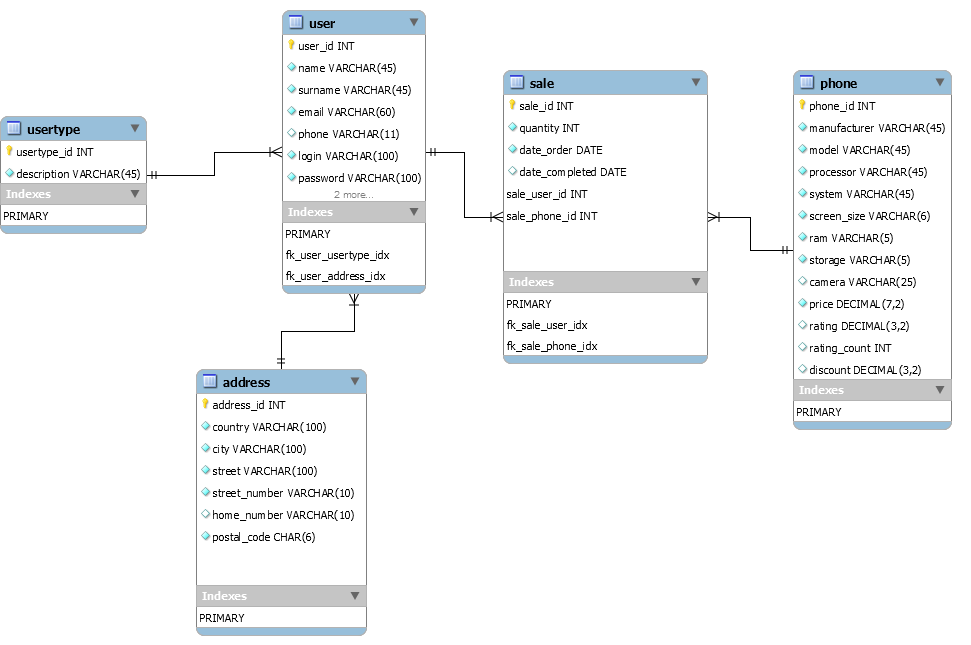 user
user_id INT
name VARCHAR(45)
surname VARCHAR(45)
email VARCHAR(60)
phone VARCHAR(11)
login VARCHAR(100)
password VARCHAR(100)
2 more...
Indexes
PRIMARY
fk_user_usertype_idx
fk_user_address_idx
usertype
usertype_id INT
description VARCHAR(45)
Indexes
PRIMARY
sale
sale_id INT
quantity INT
date_order DATE
date_completed DATE
sale_user_id INT
sale_phone_id INT
Indexes
PRIMARY
fk_sale_user_idx
fk_sale_phone_idx
phone
phone_id INT
manufacturer VARCHAR(45)
model VARCHAR(45)
processor VARCHAR(45)
system VARCHAR(45)
screen_size VARCHAR(6)
ram VARCHAR(5)
storage VARCHAR(5)
camera VARCHAR(25)
price DECIMAL(7,2)
rating DECIMAL(3,2)
rating_count INT
discount DECIMAL(3,2)
Indexes
PRIMARY
address
address_id INT
country VARCHAR(100)
city VARCHAR(100)
street VARCHAR(100)
street_number VARCHAR(10)
home_number VARCHAR(10)
postal_code CHAR(6)
Indexes
PRIMARY